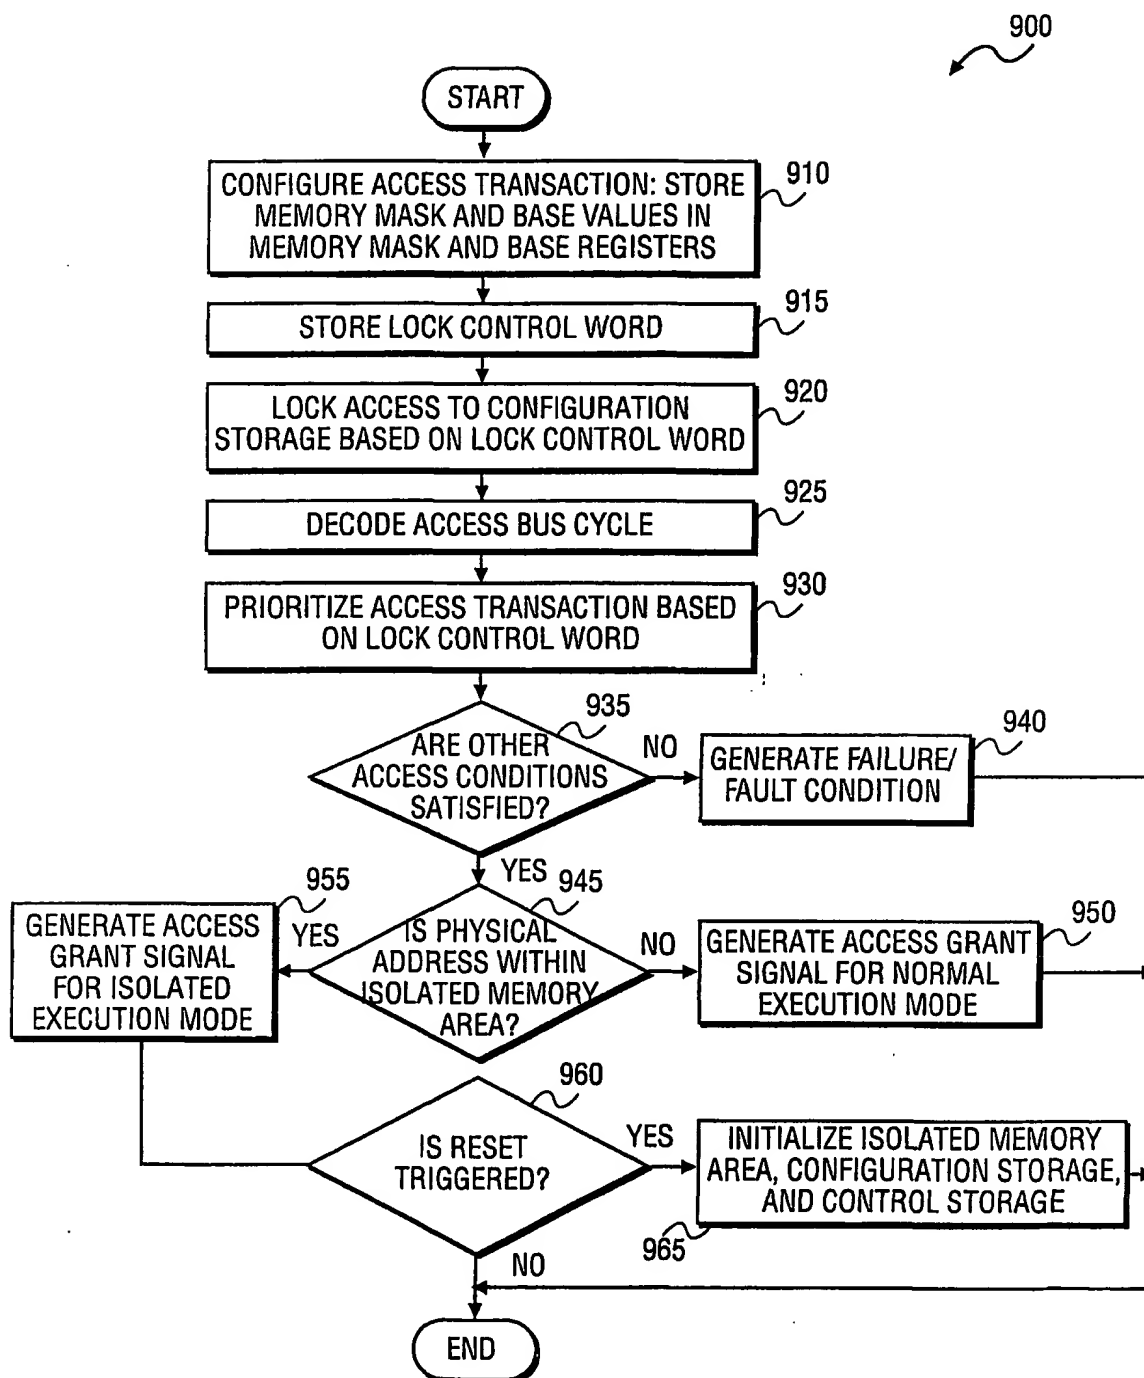 900
START
CONFIGURE ACCESS TRANSACTION: STORE
MEMORY MASK AND BASE VALUES IN
MEMORY MASK AND BASE REGISTERS
910
STORE LOCK CONTROL WORD
915
LOCK ACCESS TO CONFIGURATION
STORAGE BASED ON LOCK CONTROL WORD
920
DECODE ACCESS BUS CYCLE
925
PRIORITIZE ACCESS TRANSACTION BASED
ON LOCK CONTROL WORD
930
ARE OTHER
ACCESS CONDITIONS
SATISFIED?
935
NO
GENERATE FAILURE/
FAULT CONDITION
940
YES
IS PHYSICAL
ADDRESS WITHIN
ISOLATED MEMORY
AREA?
945
YES
GENERATE ACCESS
GRANT SIGNAL
FOR ISOLATED
EXECUTION MODE
955
NO
GENERATE ACCESS GRANT
SIGNAL FOR NORMAL
EXECUTION MODE
950
IS RESET
TRIGGERED?
960
YES
INITIALIZE ISOLATED MEMORY
AREA, CONFIGURATION STORAGE,
AND CONTROL STORAGE
965
NO
END